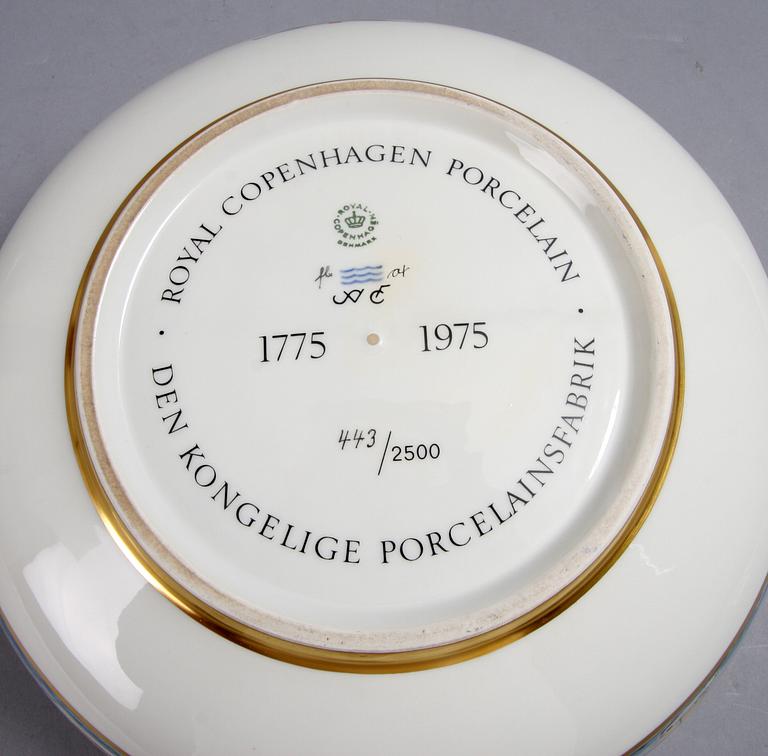 ROYAL COPENHAGEN PORCELAIN
ROYAL
COPENHAGEN
DENMARK
1775 1975
443/2500
· DEN KONGELIGE PORCELAINSFABRIK ·